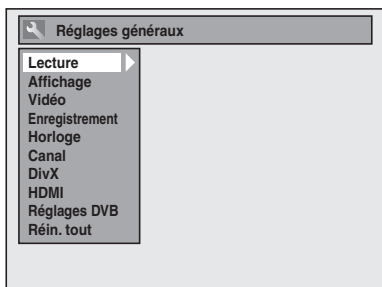 Réglages généraux
Lecture
Affichage
Vidéo
Enregistrement
Horloge
Canal
DivX
HDMI
Réglages DVB
Réin. tout